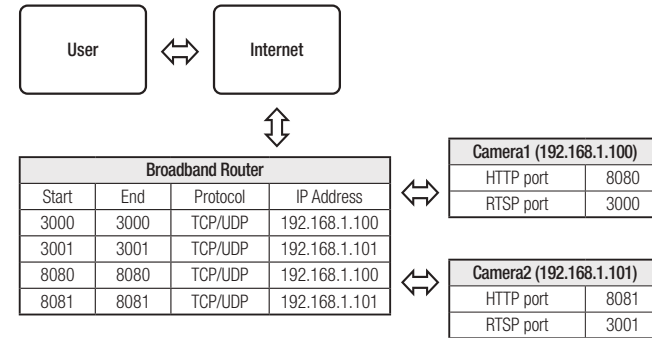 User
Internet
Broadband Router
Start End Protocol IP Address
3000 3000 TCP/UDP 192.168.1.100
3001 3001 TCP/UDP 192.168.1.101
8080 8080 TCP/UDP 192.168.1.100
8081 8081 TCP/UDP 192.168.1.101
Camera1 (192.168.1.100)
HTTP port 8080
RTSP port 3000
Camera2 (192.168.1.101)
HTTP port 8081
RTSP port 3001